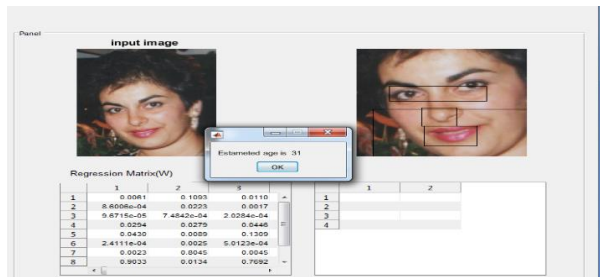 Panel
input image
Estameted age is 31
OK
Regression Matrix(W)
1 2 3
1 0.0061 0.1093 0.0110
2 8.6006e-04 0.0223 0.0017
3 9.6715e-05 7.4842e-04 2.0284e-04
4 0.0294 0.0279 0.0446
5 0.0430 0.0089 0.1309
6 2.4111e-04 0.0025 5.0123e-04
7 0.0023 0.8045 0.0045
8 0.9033 0.0134 0.7692
1 2
1
2
3
4